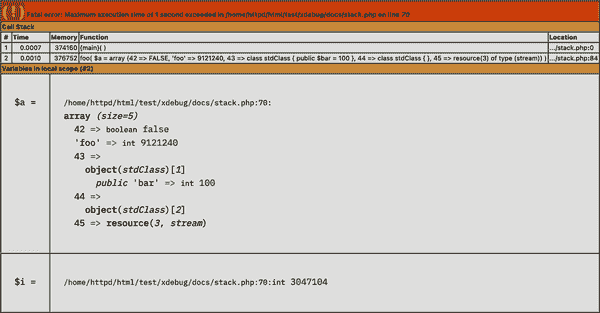 ( ! ) Fatal error: Maximum execution time of 1 second exceeded in /home/httpd/html/test/xdebug/docs/stack.php on line 70
Call Stack
# Time Memory Function Location
1 0.0007 374160 {main}( ) .../stack.php:0
2 0.0010 376752 foo( $a = array (42 => FALSE, 'foo' => 9121240, 43 => class stdClass { public $bar = 100 }, 44 => class stdClass { }, 45 => resource(3) of type (stream)) ) .../stack.php:84
Variables in local scope (#2)
$a =
/home/httpd/html/test/xdebug/docs/stack.php:70:
array (size=5)
42 => boolean false
'foo' => int 9121240
43 =>
object(stdClass)[1]
public 'bar' => int 100
44 =>
object(stdClass)[2]
45 => resource(3, stream)
$i = /home/httpd/html/test/xdebug/docs/stack.php:70:int 3047104